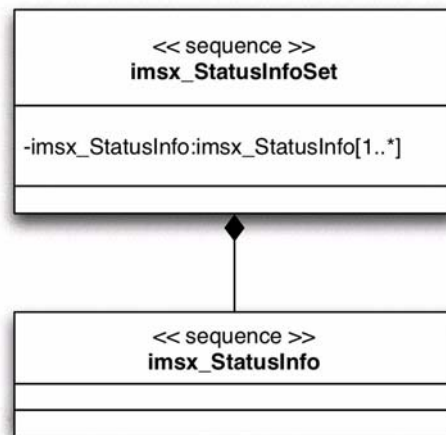 << sequence >>
imsx_StatusInfoSet
-imsx_StatusInfo:imsx_StatusInfo[1..*]
<< sequence >>
imsx_StatusInfo